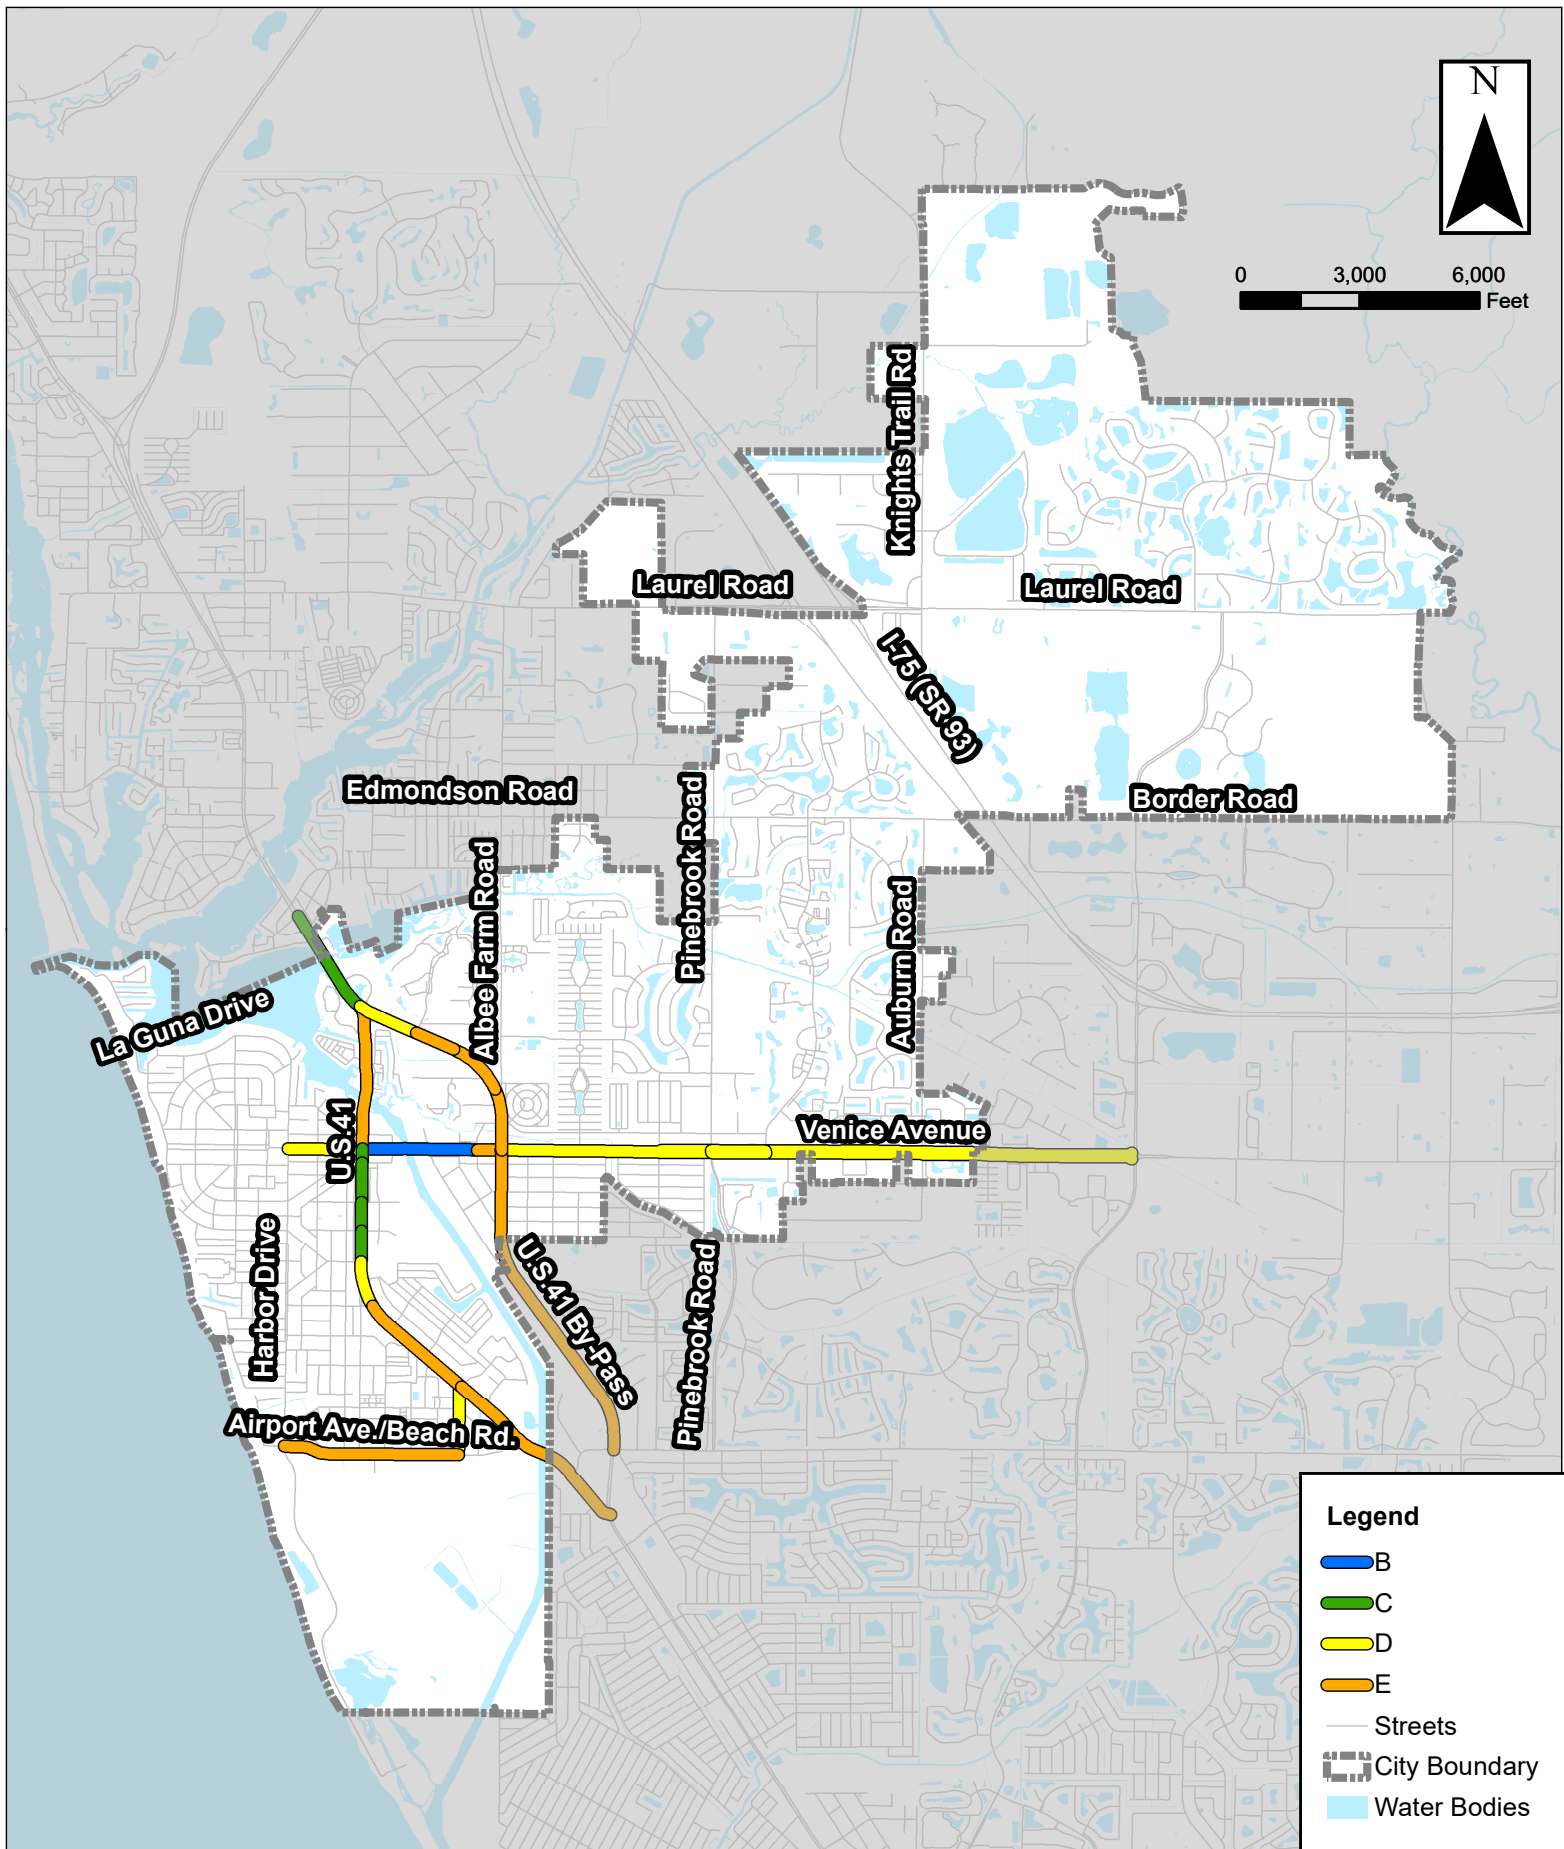 N
0 3,000 6,000
Feet
Knights Trail Rd
Laurel Road
Laurel Road
I-75 (SR 93)
Edmondson Road
Pinebrook Road
Border Road
Albee Farm Road
Auburn Road
La Guna Drive
U.S.41
Venice Avenue
Harbor Drive
U.S.41 By-Pass
Pinebrook Road
Airport Ave./Beach Rd.
Legend
B
C
D
E
Streets
City Boundary
Water Bodies